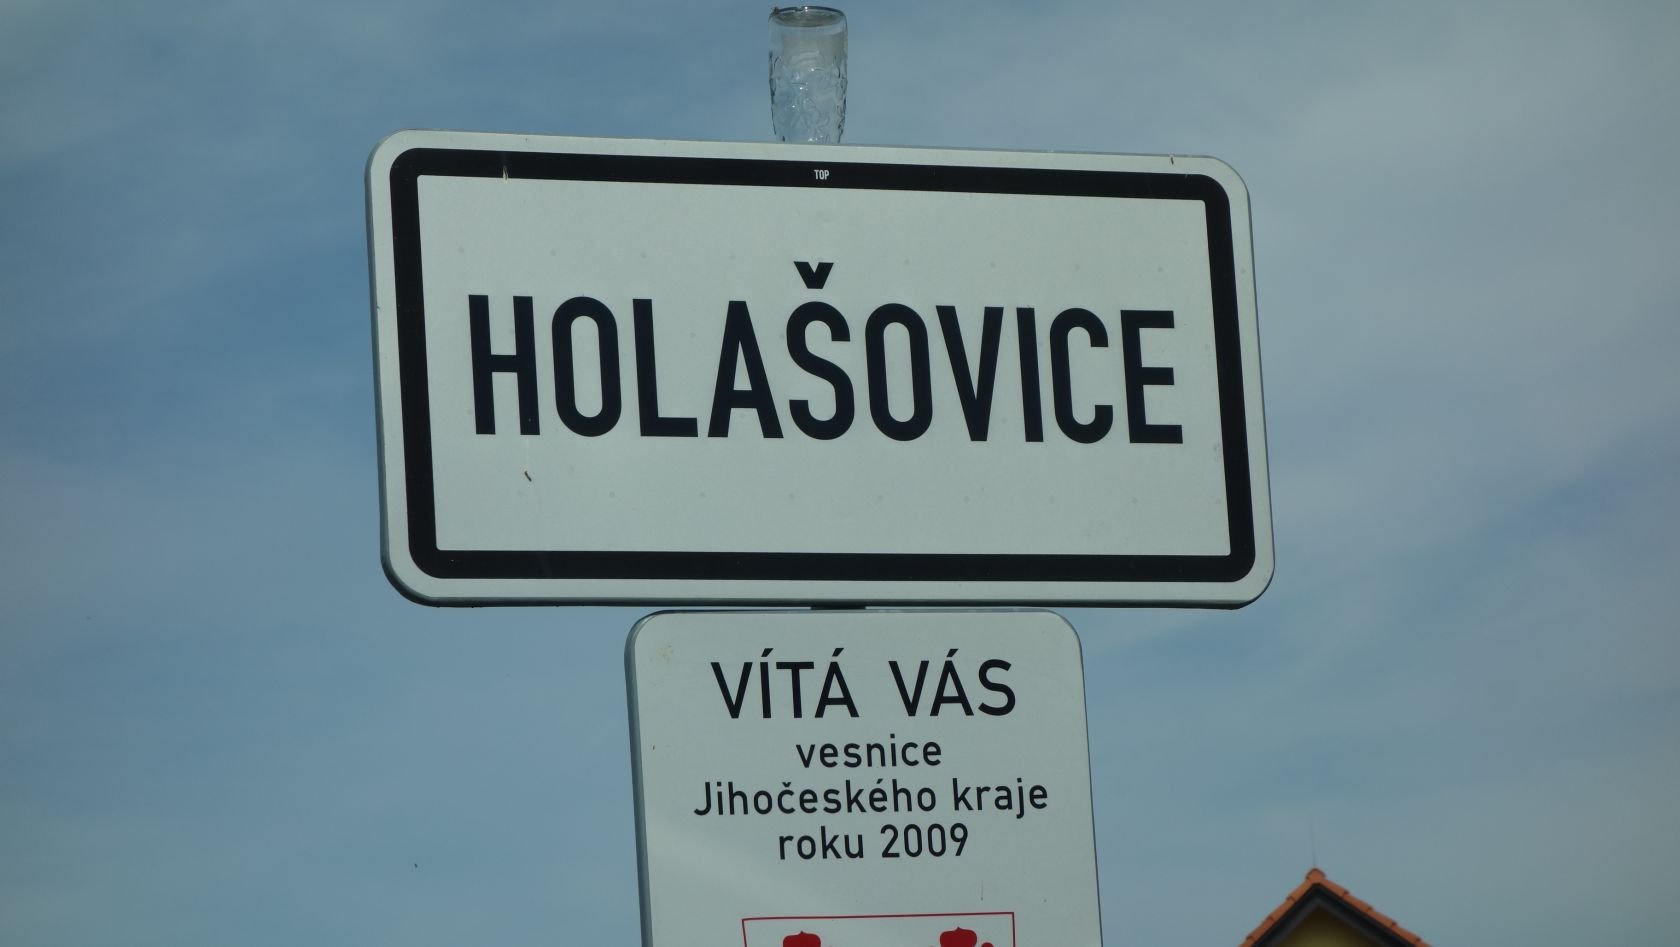 TOP
HOLAŠOVICE
VÍTÁ VÁS
vesnice
Jihočeského kraje
roku 2009